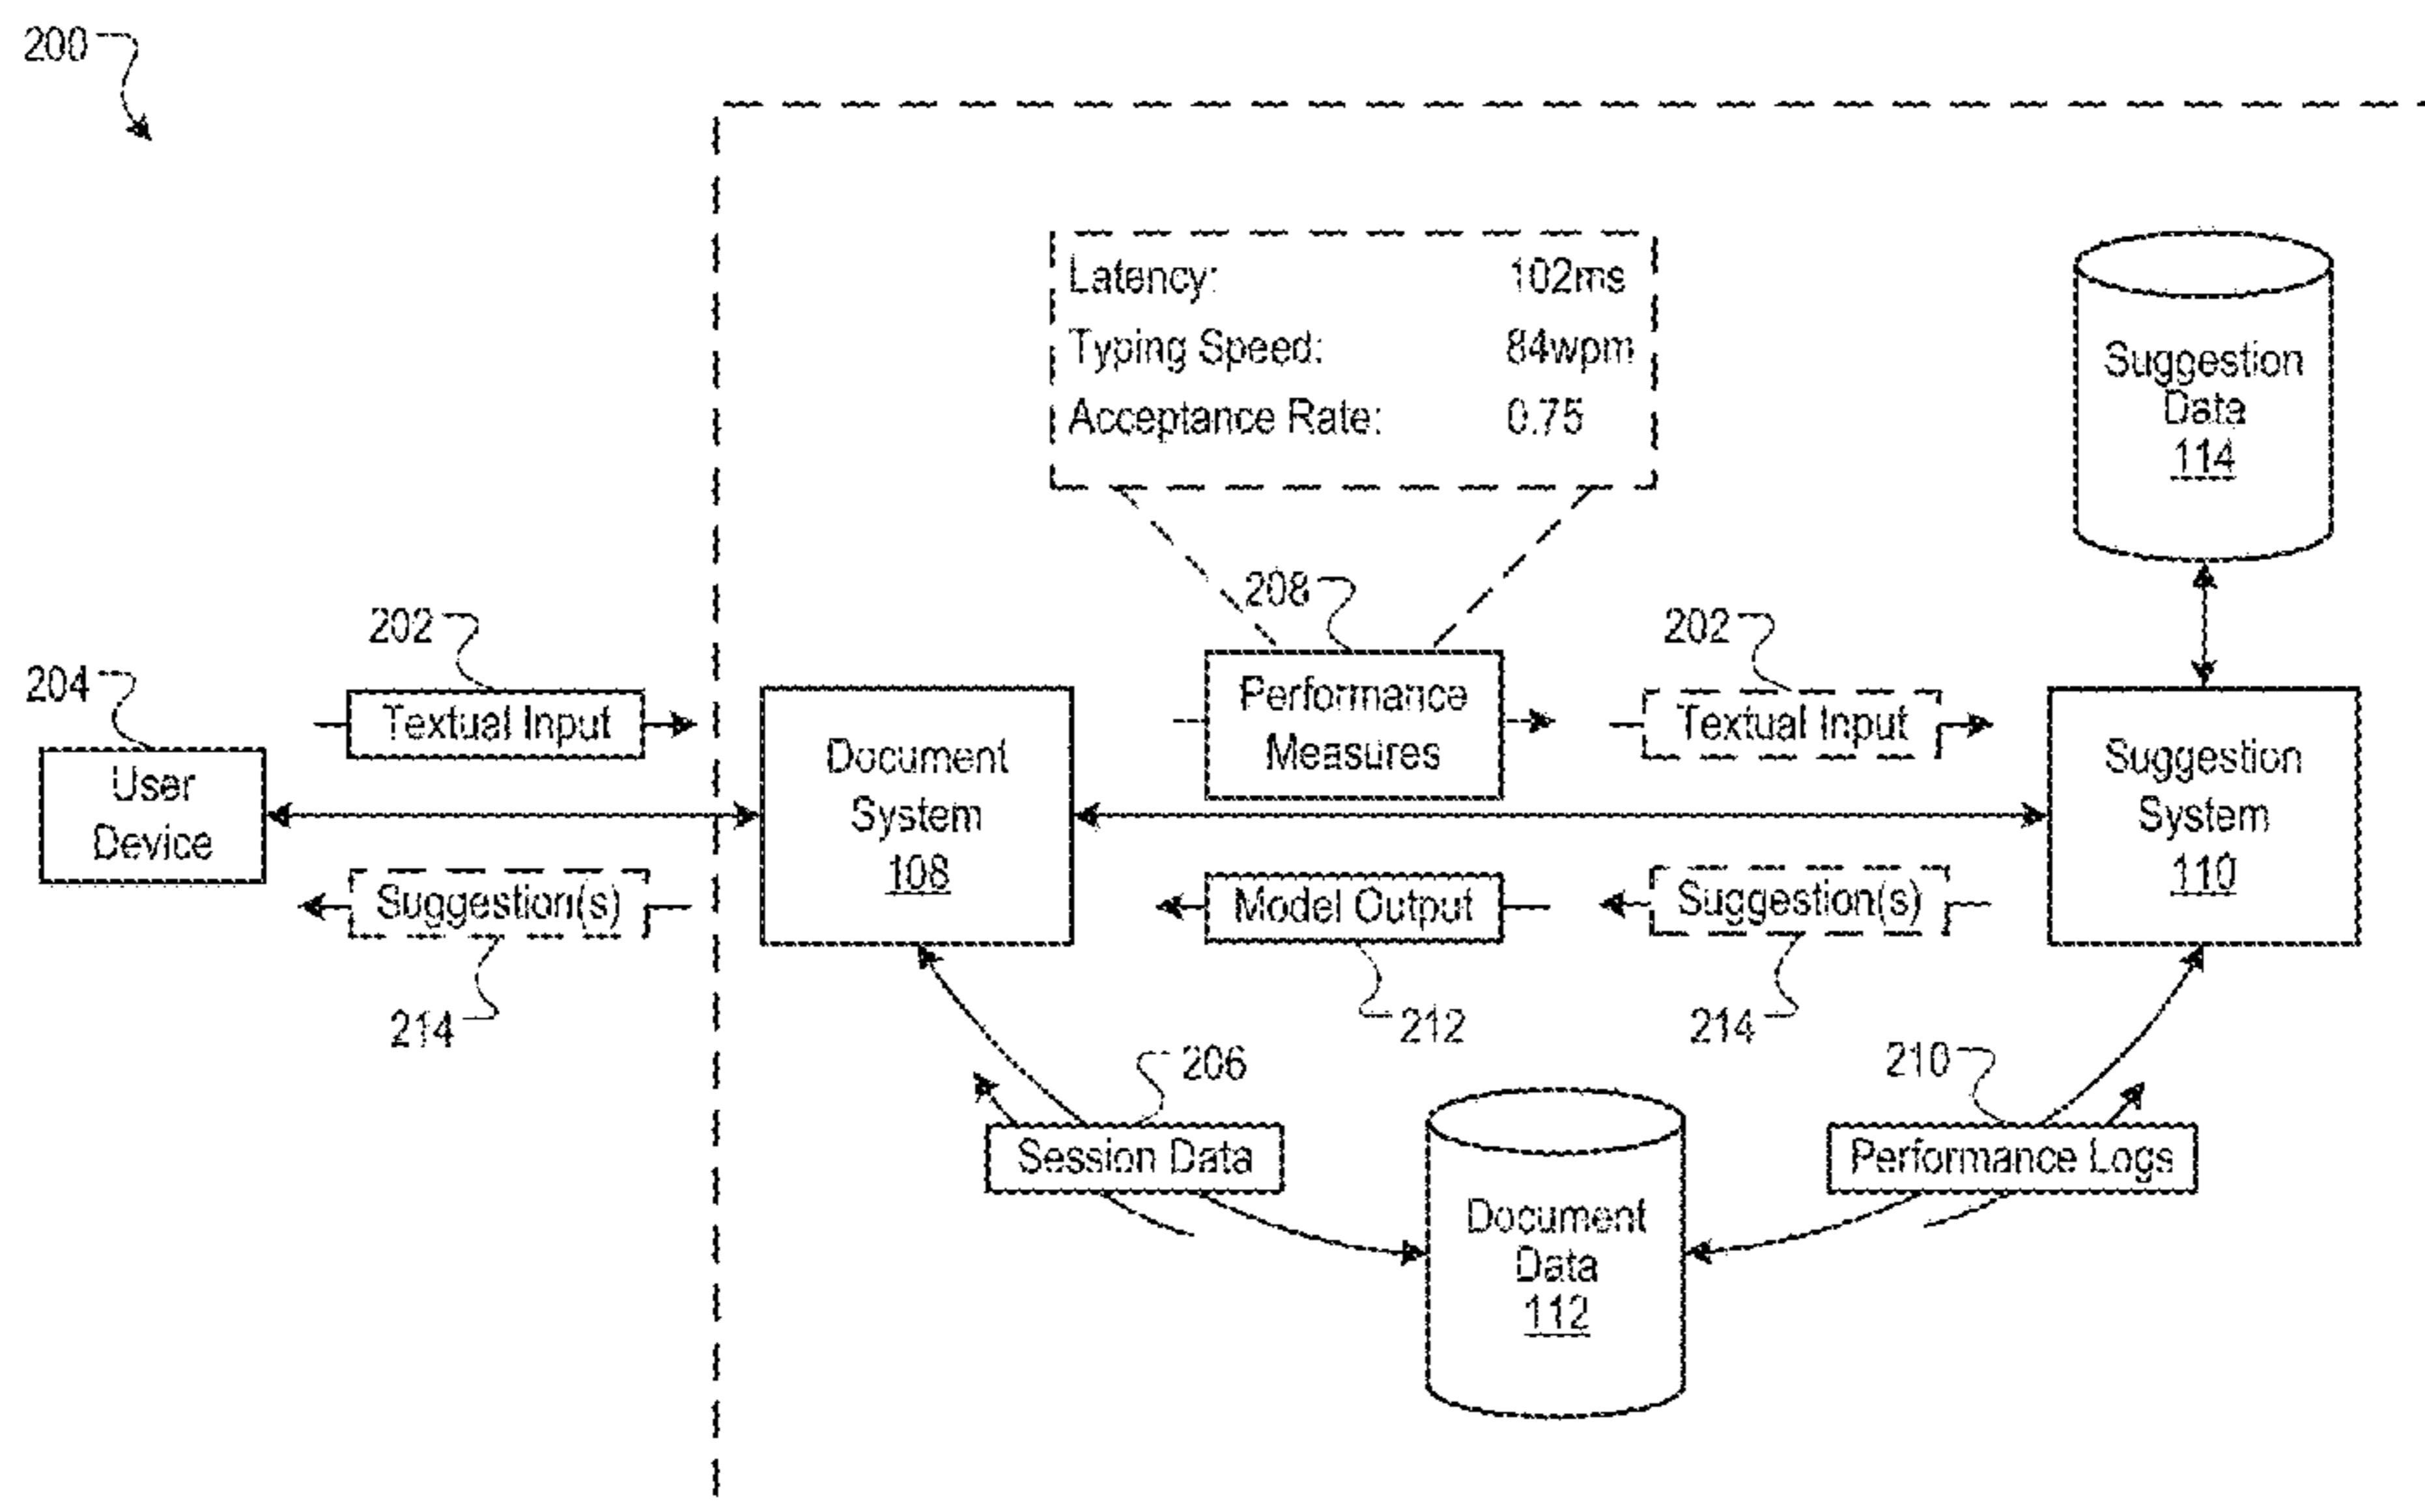 200
Latency: 102ms
Typing Speed: 84wpm
Acceptance Rate: 0.75
Suggestion
Data
114
208
202
202
204
Textual Input
Performance
Measures
Textual Input
User
Device
Document
System
108
Suggestion
System
110
Suggestion(s)
Model Output
Suggestion(s)
214
212
214
206
210
Session Data
Performance Logs
Document
Data
112